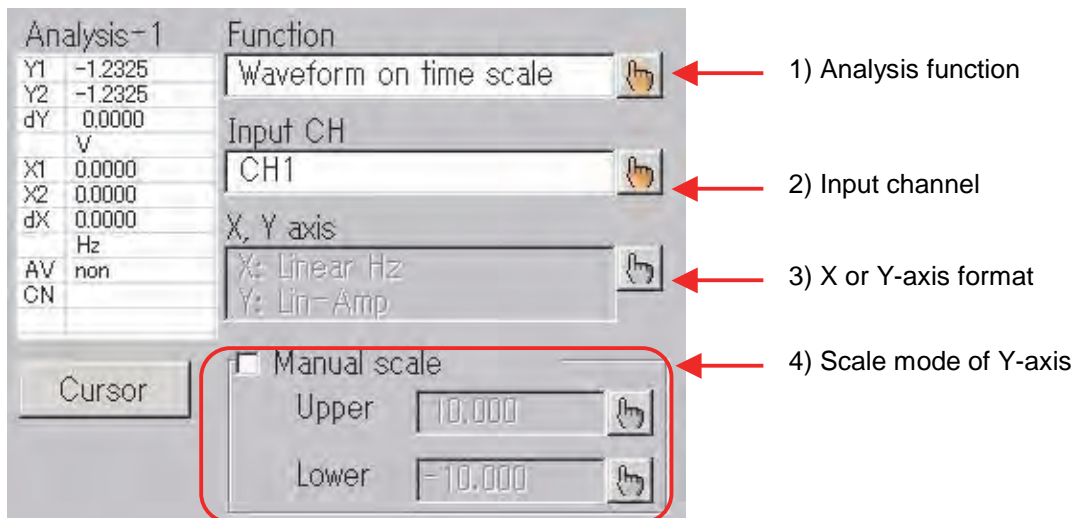 Analysis-1
Y1 -1.2325
Y2 -1.2325
dY 0.0000
V
X1 0.0000
X2 0.0000
dX 0.0000
Hz
AV non
CN
Cursor
Function
Waveform on time scale
Input CH
CH1
X, Y axis
X: Linear Hz
Y: Lin-Amp
Manual scale
Upper 10.000
Lower -10.000
1) Analysis function
2) Input channel
3) X or Y-axis format
4) Scale mode of Y-axis